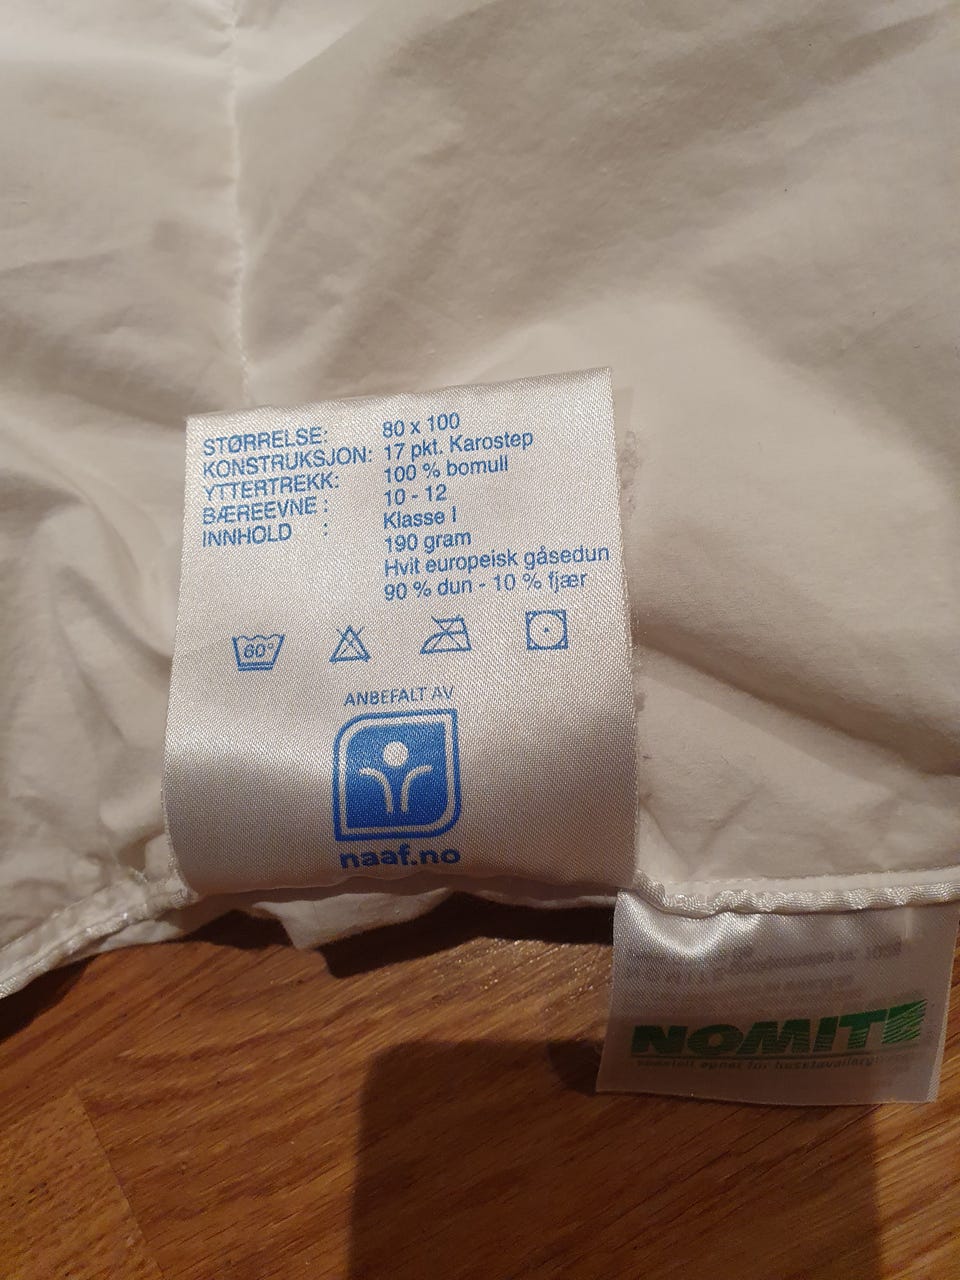 STØRRELSE: 80 x 100
KONSTRUKSJON: 17 pkt. Karostep
YTTERTREKK: 100 % bomull
BÆREEVNE : 10 - 12
INNHOLD : Klasse I
190 gram
Hvit europeisk gåsedun
90 % dun - 10 % fjær
60°
ANBEFALT AV
naaf.no
NOMITE